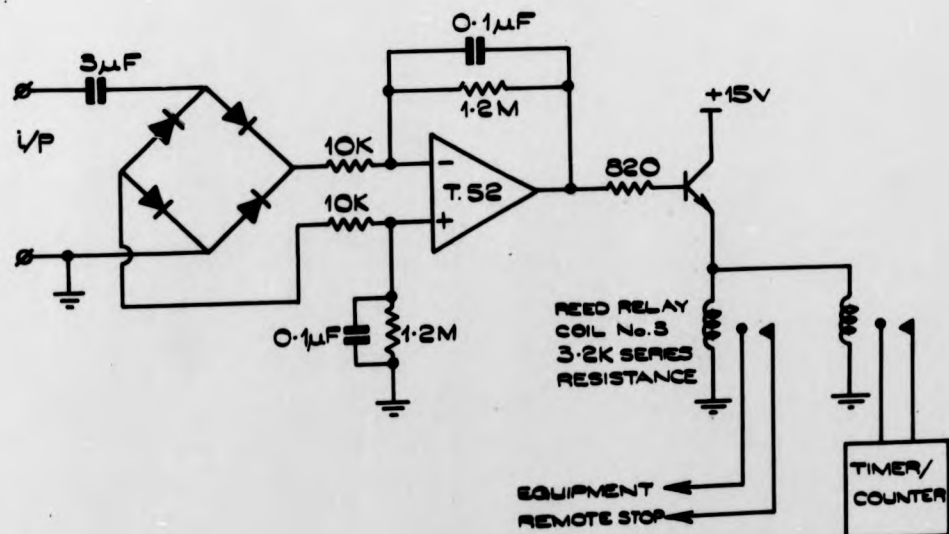 0·1µF
3µF
1·2M
+15V
i/P
10K
820
-
T.52
10K
+
0·1µF
1·2M
REED RELAY
COIL No.3
3·2K SERIES
RESISTANCE
TIMER/
COUNTER
EQUIPMENT
REMOTE STOP